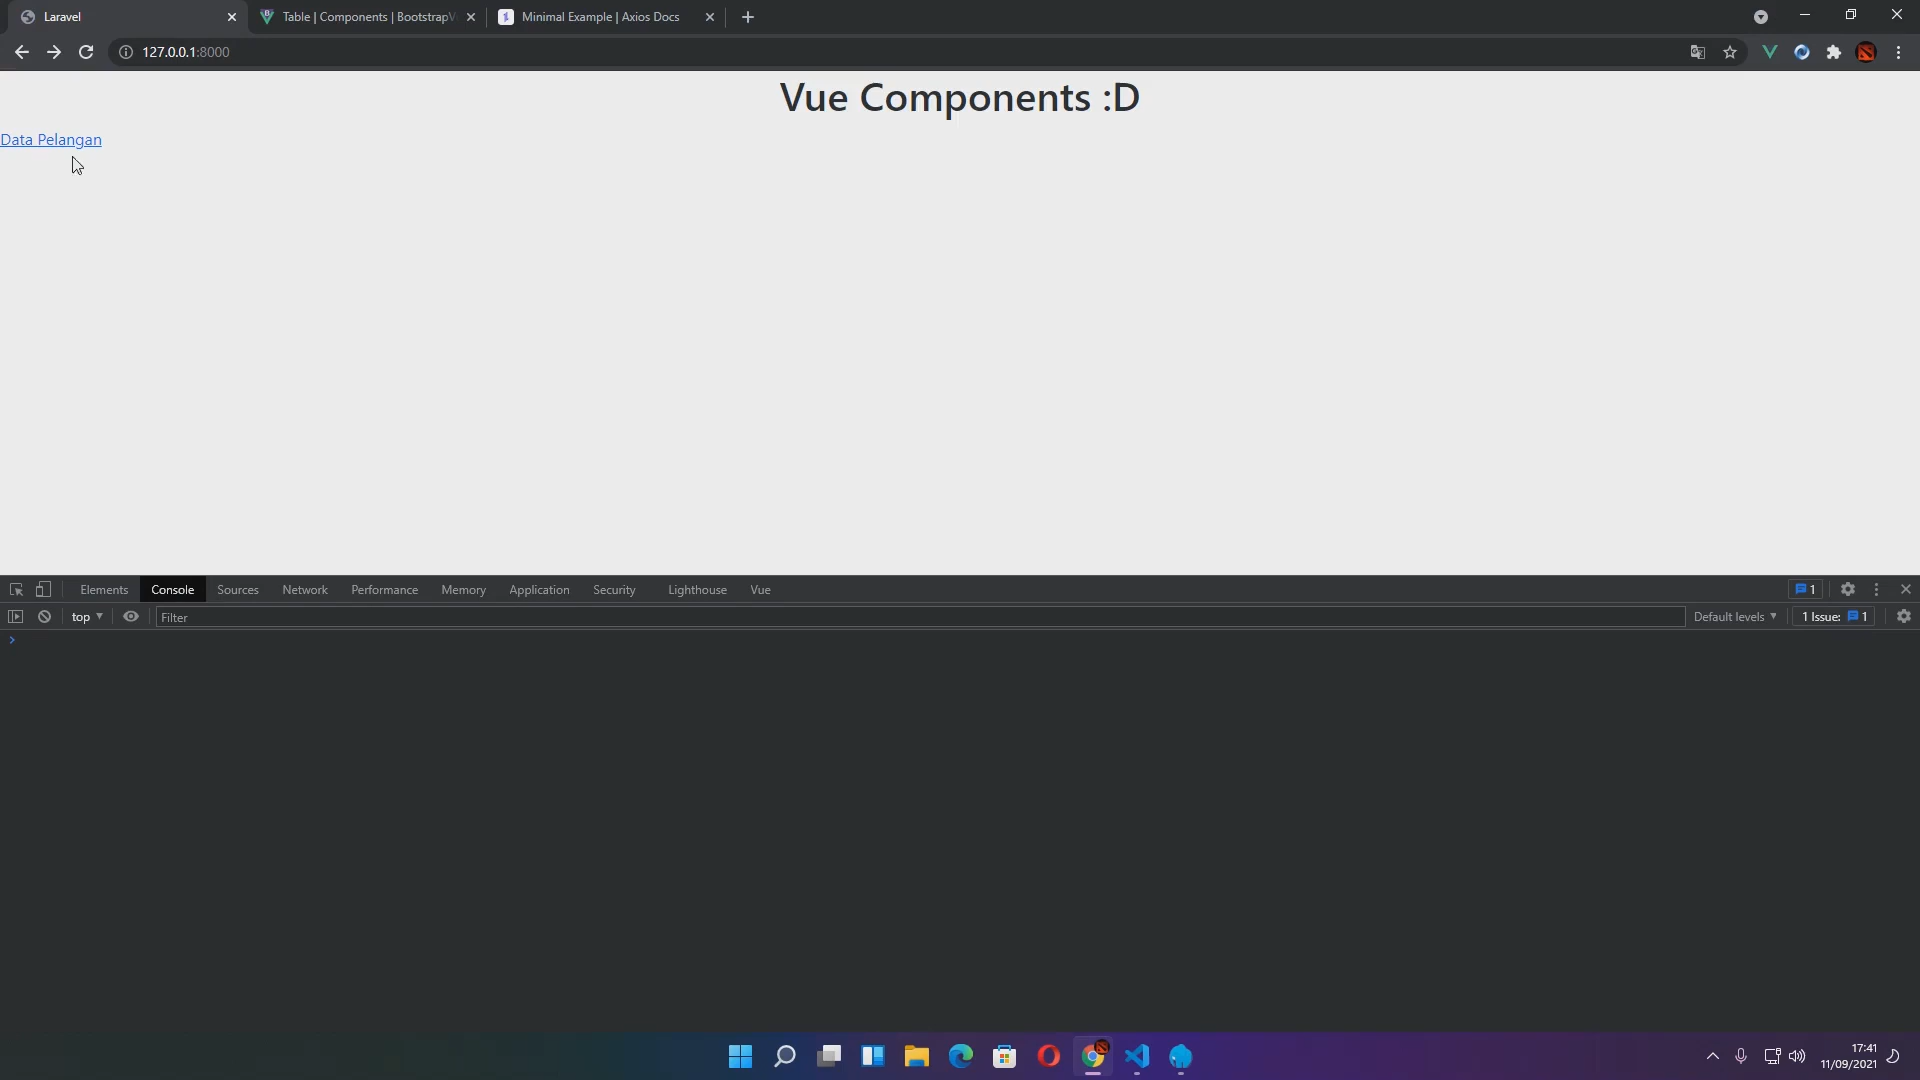 Laravel
Table | Components | BootstrapV
Minimal Example | Axios Docs
127.0.0.1:8000
Vue Components :D
Data Pelangan
Elements Console Sources Network Performance Memory Application Security Lighthouse Vue
1
top
Filter
Default levels
1 Issue: 1
17:41
11/09/2021